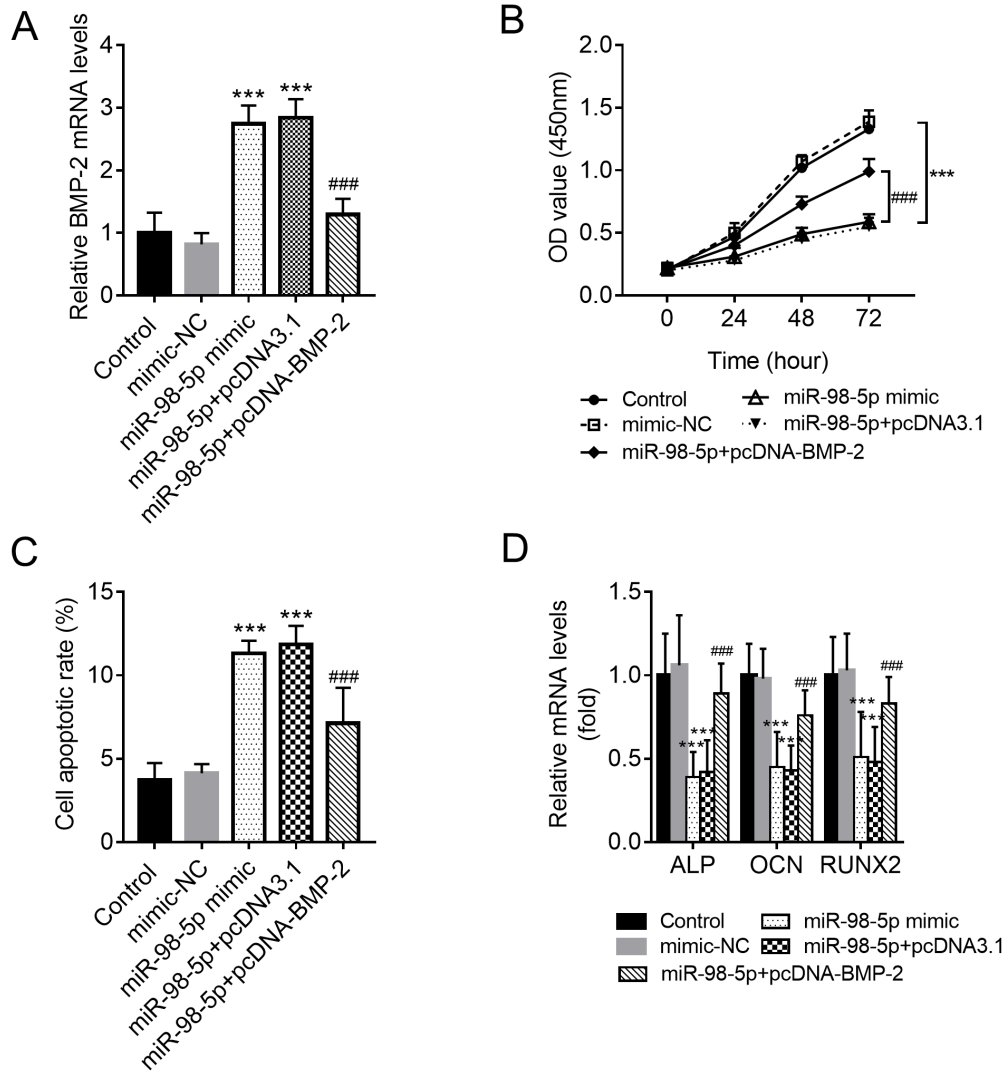 A
Relative BMP-2 mRNA levels
4
3
2
1
0
***
***
###
Control
mimic-NC
miR-98-5p mimic
miR-98-5p+pcDNA3.1
miR-98-5p+pcDNA-BMP-2
B
OD value (450nm)
2.0
1.5
1.0
0.5
0.0
***
###
0 24 48 72
Time (hour)
Control miR-98-5p mimic
mimic-NC miR-98-5p+pcDNA3.1
miR-98-5p+pcDNA-BMP-2
C
Cell apoptotic rate (%)
15
10
5
0
***
***
###
Control
mimic-NC
miR-98-5p mimic
miR-98-5p+pcDNA3.1
miR-98-5p+pcDNA-BMP-2
D
Relative mRNA levels
(fold)
1.5
1.0
0.5
0.0
###
***
***
###
***
***
###
***
***
ALP OCN RUNX2
Control miR-98-5p mimic
mimic-NC miR-98-5p+pcDNA3.1
miR-98-5p+pcDNA-BMP-2